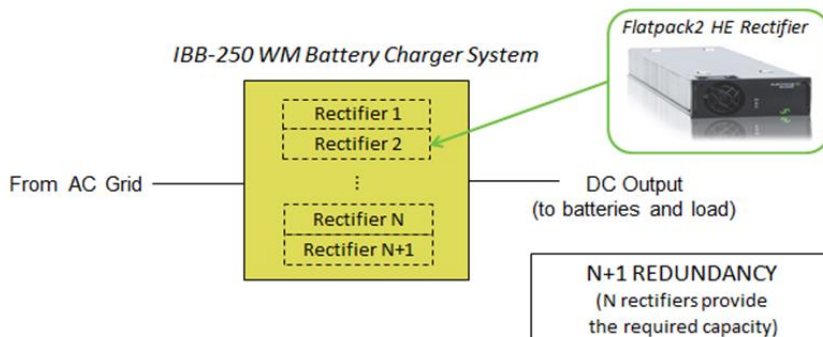 Flatpack2 HE Rectifier
IBB-250 WM Battery Charger System
Rectifier 1
Rectifier 2
From AC Grid
DC Output
(to batteries and load)
Rectifier N
Rectifier N+1
N+1 REDUNDANCY
(N rectifiers provide
the required capacity)